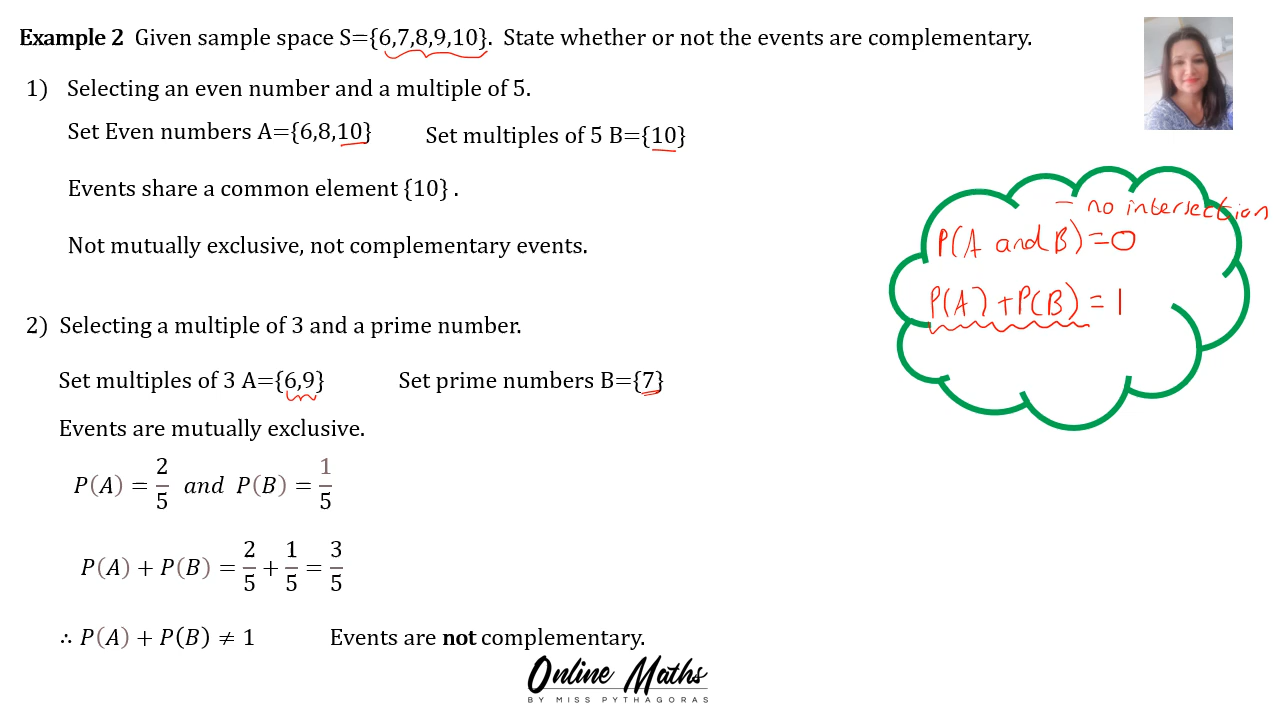 Example 2 Given sample space S={6,7,8,9,10}. State whether or not the events are complementary.
1) Selecting an even number and a multiple of 5.
Set Even numbers A={6,8,10} Set multiples of 5 B={10}
Events share a common element {10} .
Not mutually exclusive, not complementary events.
- no intersection
P(A and B)=0
P(A)+P(B)=1
2) Selecting a multiple of 3 and a prime number.
Set multiples of 3 A={6,9} Set prime numbers B={7}
Events are mutually exclusive.
P(A) = 2/5 and P(B) = 1/5
P(A) + P(B) = 2/5 + 1/5 = 3/5
∴ P(A) + P(B) ≠ 1 Events are not complementary.
Online Maths
BY MISS PYTHAGORAS